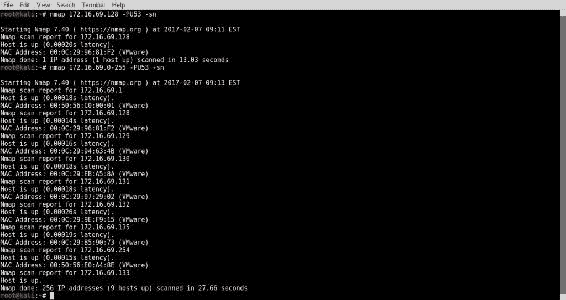 File Edit View Search Terminal Help
root@kali:~# nmap 172.16.69.128 -PU53 -sn
Starting Nmap 7.40 ( https://nmap.org ) at 2017-02-07 09:11 EST
Nmap scan report for 172.16.69.128
Host is up (0.00020s latency).
MAC Address: 00:0C:29:96:81:F2 (VMware)
Nmap done: 1 IP address (1 host up) scanned in 13.03 seconds
root@kali:~# nmap 172.16.69.0-255 -PU53 -sn
Starting Nmap 7.40 ( https://nmap.org ) at 2017-02-07 09:13 EST
Nmap scan report for 172.16.69.1
Host is up (0.00018s latency).
MAC Address: 00:50:56:C0:00:01 (VMware)
Nmap scan report for 172.16.69.128
Host is up (0.00014s latency).
MAC Address: 00:0C:29:96:81:F2 (VMware)
Nmap scan report for 172.16.69.129
Host is up (0.00016s latency).
MAC Address: 00:0C:29:94:63:4B (VMware)
Nmap scan report for 172.16.69.130
Host is up (0.00018s latency).
MAC Address: 00:0C:29:EB:A5:8A (VMware)
Nmap scan report for 172.16.69.131
Host is up (0.00018s latency).
MAC Address: 00:0C:29:07:29:02 (VMware)
Nmap scan report for 172.16.69.132
Host is up (0.00026s latency).
MAC Address: 00:0C:29:9E:F9:15 (VMware)
Nmap scan report for 172.16.69.135
Host is up (0.00019s latency).
MAC Address: 00:0C:29:85:90:73 (VMware)
Nmap scan report for 172.16.69.254
Host is up (0.00015s latency).
MAC Address: 00:50:56:E0:A4:8E (VMware)
Nmap scan report for 172.16.69.133
Host is up.
Nmap done: 256 IP addresses (9 hosts up) scanned in 27.66 seconds
root@kali:~#